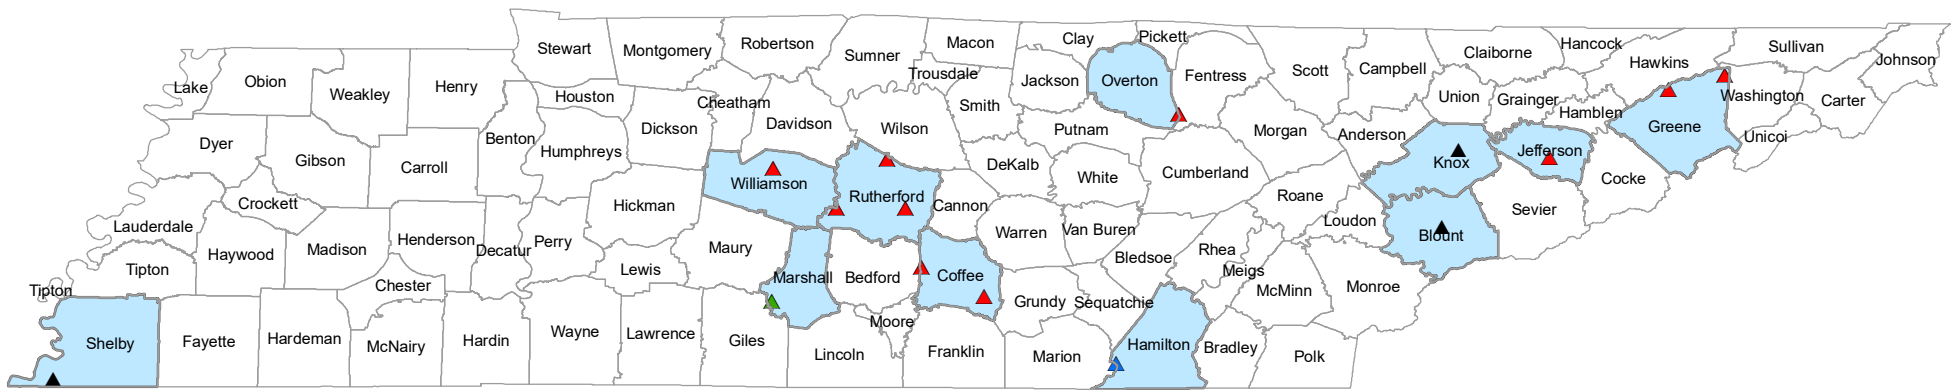 Stewart
Montgomery
Robertson
Sumner
Macon
Trousdale
Clay
Pickett
Jackson
Overton
Fentress
Scott
Campbell
Claiborne
Hancock
Hawkins
Sullivan
Johnson
Lake
Obion
Weakley
Henry
Houston
Cheatham
Dickson
Davidson
Wilson
Smith
Putnam
Morgan
Anderson
Union
Grainger
Hamblen
Greene
Washington
Carter
Unicoi
Dyer
Gibson
Carroll
Benton
Humphreys
Williamson
Rutherford
Cannon
DeKalb
White
Cumberland
Roane
Knox
Jefferson
Cocke
Sevier
Lauderdale
Crockett
Haywood
Madison
Henderson
Decatur
Perry
Hickman
Maury
Lewis
Marshall
Bedford
Coffee
Warren
Van Buren
Bledsoe
Rhea
Meigs
Loudon
Blount
Tipton
Tipton
Chester
Grundy
Sequatchie
McMinn
Monroe
Shelby
Fayette
Hardeman
McNairy
Hardin
Wayne
Lawrence
Giles
Lincoln
Moore
Franklin
Marion
Hamilton
Bradley
Polk